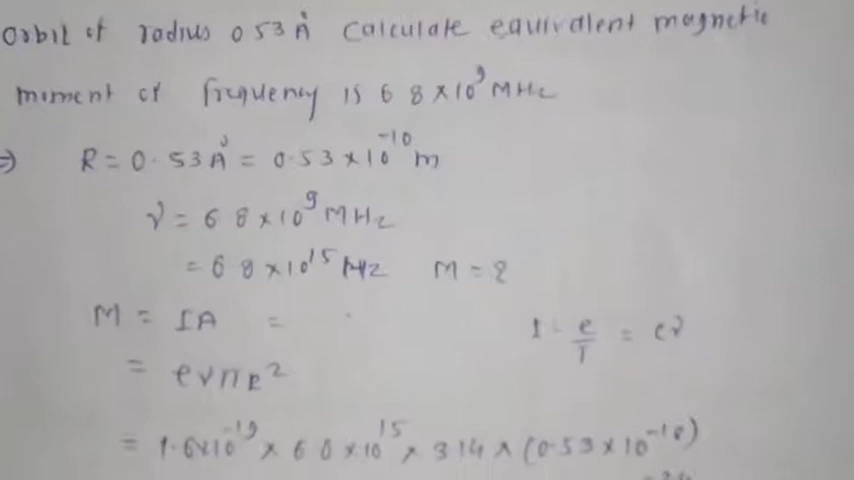 orbit of radius 0.53 Å calculate equivalent magnetic
moment of frequency is 6.8 × 10⁹ MHz
⇒ R = 0.53 Å = 0.53 × 10⁻¹⁰ m
ν = 6.8 × 10⁹ MHz
= 6.8 × 10¹⁵ Hz M = ?
M = IA =
I = e/T = eν
= eνπR²
= 1.6 × 10⁻¹⁹ × 6.8 × 10¹⁵ × 3.14 × (0.53 × 10⁻¹⁰)